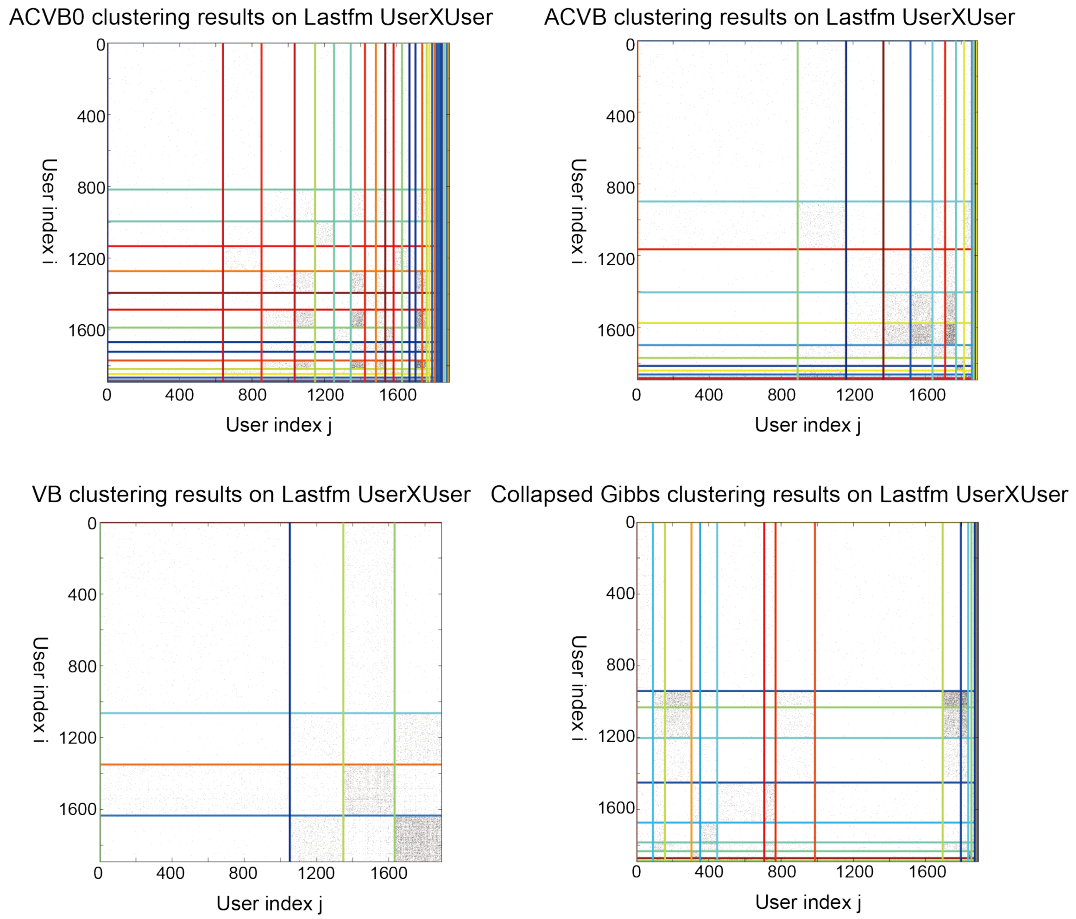 ACVB0 clustering results on Lastfm UserXUser
0
400
800
1200
1600
User index i
0 400 800 1200 1600
User index j
ACVB clustering results on Lastfm UserXUser
0
400
800
1200
1600
User index i
0 400 800 1200 1600
User index j
VB clustering results on Lastfm UserXUser
0
400
800
1200
1600
User index i
0 400 800 1200 1600
User index j
Collapsed Gibbs clustering results on Lastfm UserXUser
0
400
800
1200
1600
User index i
0 400 800 1200 1600
User index j